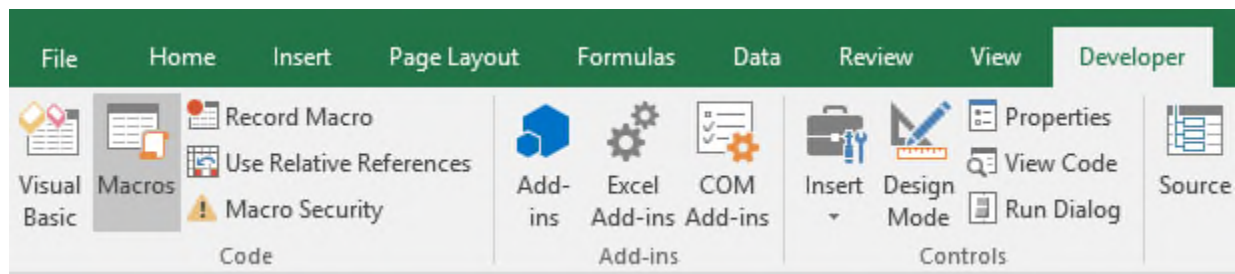 File Home Insert Page Layout Formulas Data Review View Developer
Visual Basic
Macros
Record Macro
Use Relative References
Macro Security
Code
Add-ins
Excel Add-ins
COM Add-ins
Add-ins
Insert
Design Mode
Properties
View Code
Run Dialog
Controls
Source